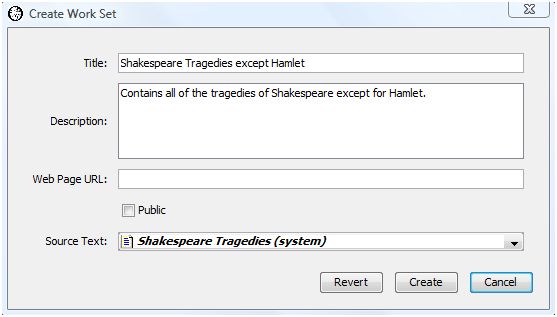 Create Work Set
Title: Shakespeare Tragedies except Hamlet
Description: Contains all of the tragedies of Shakespeare except for Hamlet.
Web Page URL:
Public
Source Text: Shakespeare Tragedies (system)
Revert Create Cancel